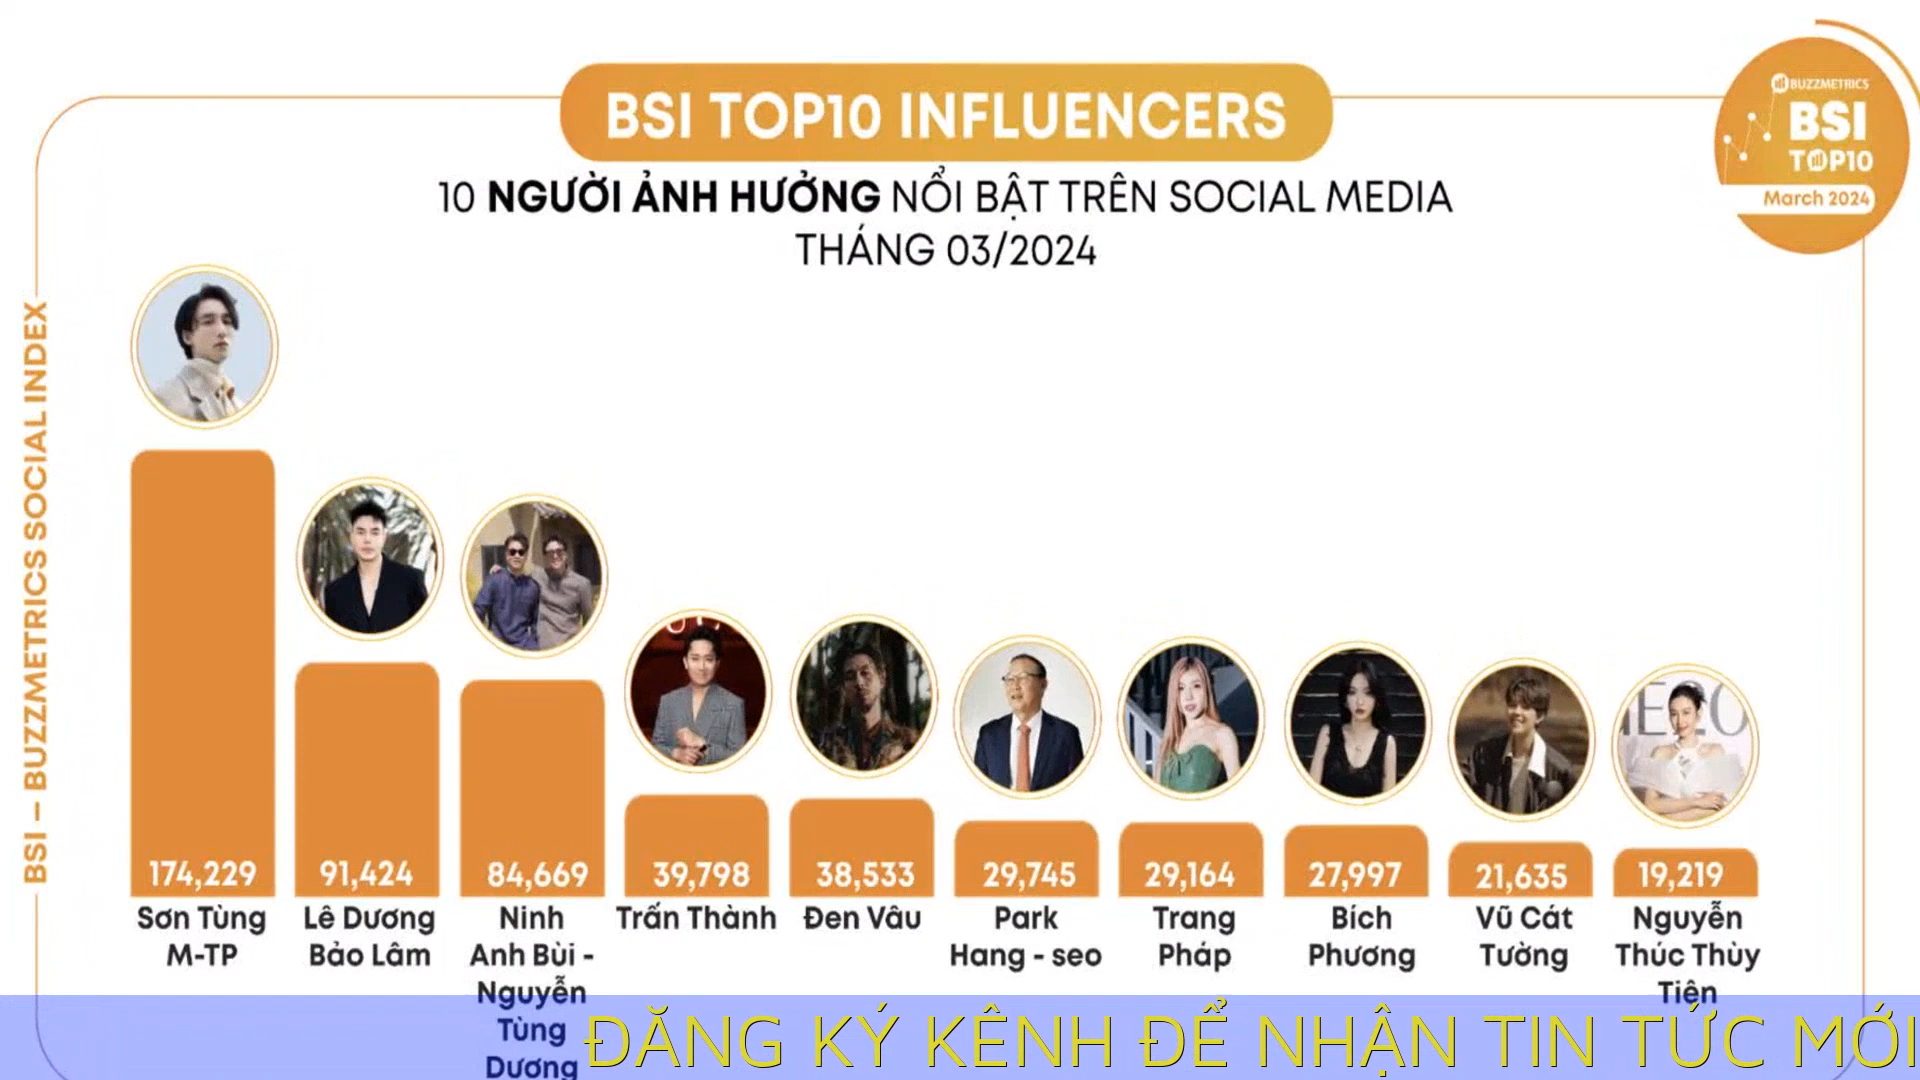 BSI TOP10 INFLUENCERS
10 NGƯỜI ẢNH HƯỞNG NỔI BẬT TRÊN SOCIAL MEDIA
THÁNG 03/2024
BUZZMETRICS
BSI
TOP10
March 2024
BSI – BUZZMETRICS SOCIAL INDEX
174,229
91,424
84,669
39,798
38,533
29,745
29,164
27,997
21,635
19,219
Sơn Tùng
M-TP
Lê Dương
Bảo Lâm
Ninh
Anh Bùi -
Nguyễn
Tùng
Dương
Trấn Thành
Đen Vâu
Park
Hang - seo
Trang
Pháp
Bích
Phương
Vũ Cát
Tường
Nguyễn
Thúc Thùy
Tiên
ĐĂNG KÝ KÊNH ĐỂ NHẬN TIN TỨC MỚI